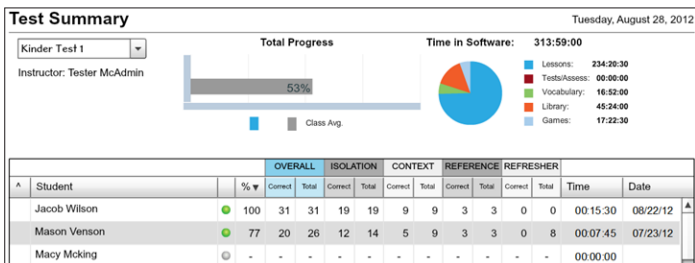 Test Summary
Tuesday, August 28, 2012
Kinder Test 1
Instructor: Tester McAdmin
Total Progress
53%
Class Avg.
Time in Software: 313:59:00
Lessons: 234:20:30
Tests/Assess: 00:00:00
Vocabulary: 16:52:00
Library: 45:24:00
Games: 17:22:30
OVERALL ISOLATION CONTEXT REFERENCE REFRESHER
^ Student % Correct Total Correct Total Correct Total Correct Total Correct Total Time Date
Jacob Wilson 100 31 31 19 19 9 9 3 3 0 0 00:15:30 08/22/12
Mason Venson 77 20 26 12 14 5 9 3 3 0 8 00:07:45 07/23/12
Macy Mcking - - - - - - - - - - - 00:00:00